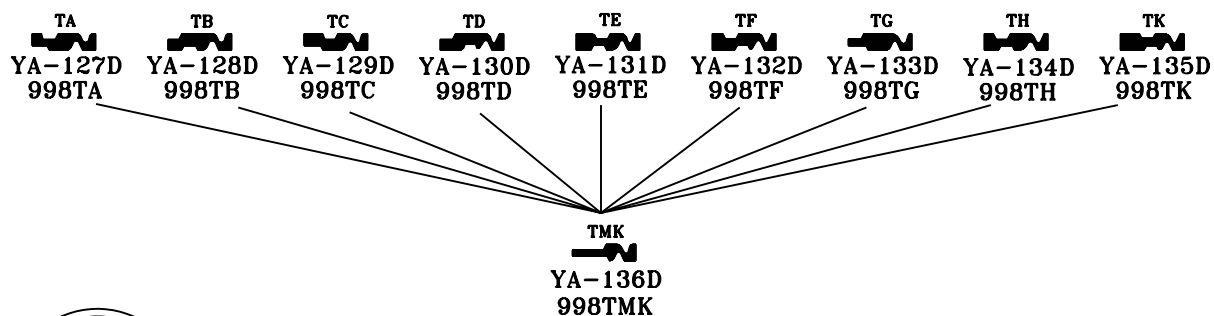 TA TB TC TD TE TF TG TH TK
YA-127D YA-128D YA-129D YA-130D YA-131D YA-132D YA-133D YA-134D YA-135D
998TA 998TB 998TC 998TD 998TE 998TF 998TG 998TH 998TK
TMK
YA-136D
998TMK